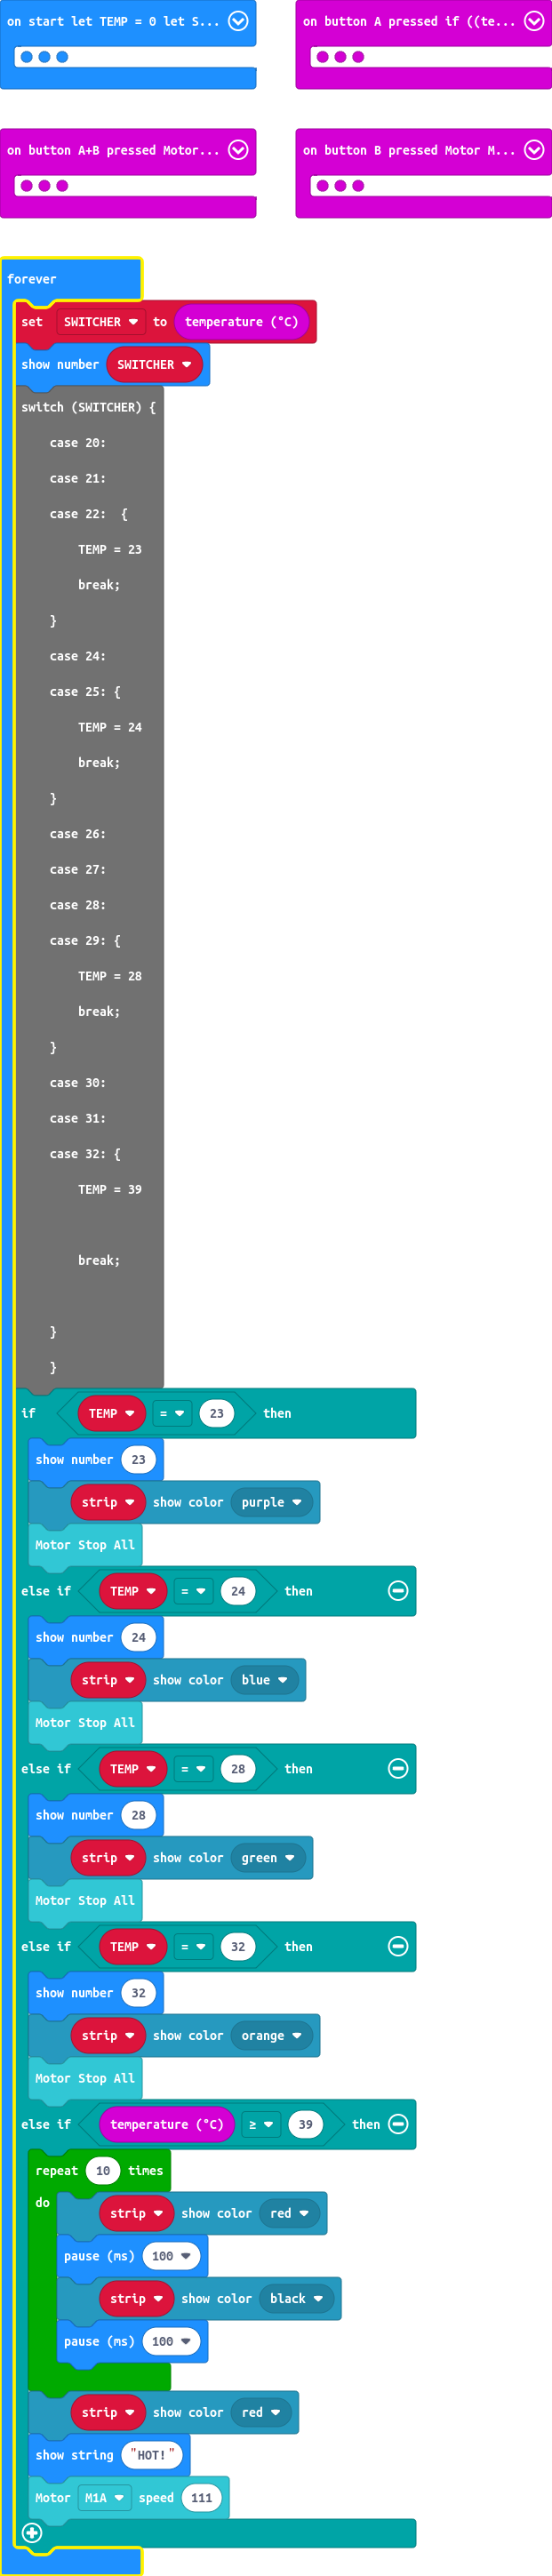 on start let TEMP = 0 let S...
on button A pressed if ((te...
on button A+B pressed Motor...
on button B pressed Motor M...
forever
set SWITCHER to temperature (°C)
show number SWITCHER
switch (SWITCHER) {
case 20:
case 21:
case 22: {
TEMP = 23
break;
}
case 24:
case 25: {
TEMP = 24
break;
}
case 26:
case 27:
case 28:
case 29: {
TEMP = 28
break;
}
case 30:
case 31:
case 32: {
TEMP = 39
break;
}
}
if TEMP = 23 then
show number 23
strip show color purple
Motor Stop All
else if TEMP = 24 then
show number 24
strip show color blue
Motor Stop All
else if TEMP = 28 then
show number 28
strip show color green
Motor Stop All
else if TEMP = 32 then
show number 32
strip show color orange
Motor Stop All
else if temperature (°C) ≥ 39 then
repeat 10 times
do strip show color red
pause (ms) 100
strip show color black
pause (ms) 100
strip show color red
show string "HOT!"
Motor M1A speed 111